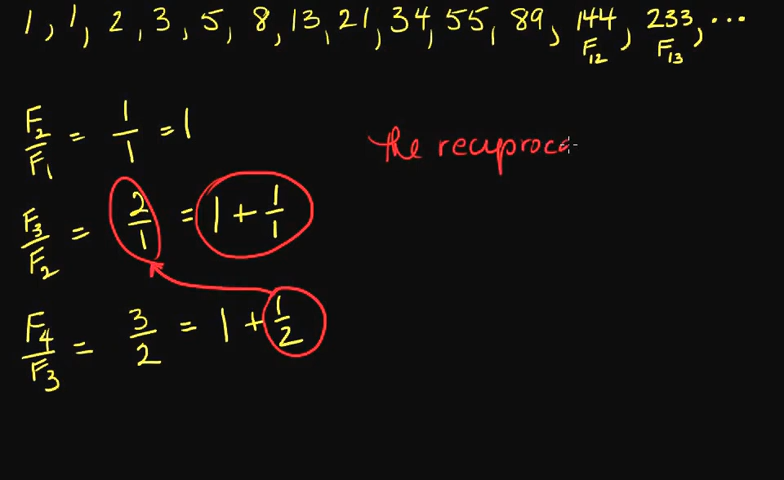 1, 1, 2, 3, 5, 8, 13, 21, 34, 55, 89, 144, 233, ...
F₁₂ F₁₃
F₂/F₁ = 1/1 = 1
the reciproca
F₃/F₂ = 2/1 = 1 + 1/1
F₄/F₃ = 3/2 = 1 + 1/2